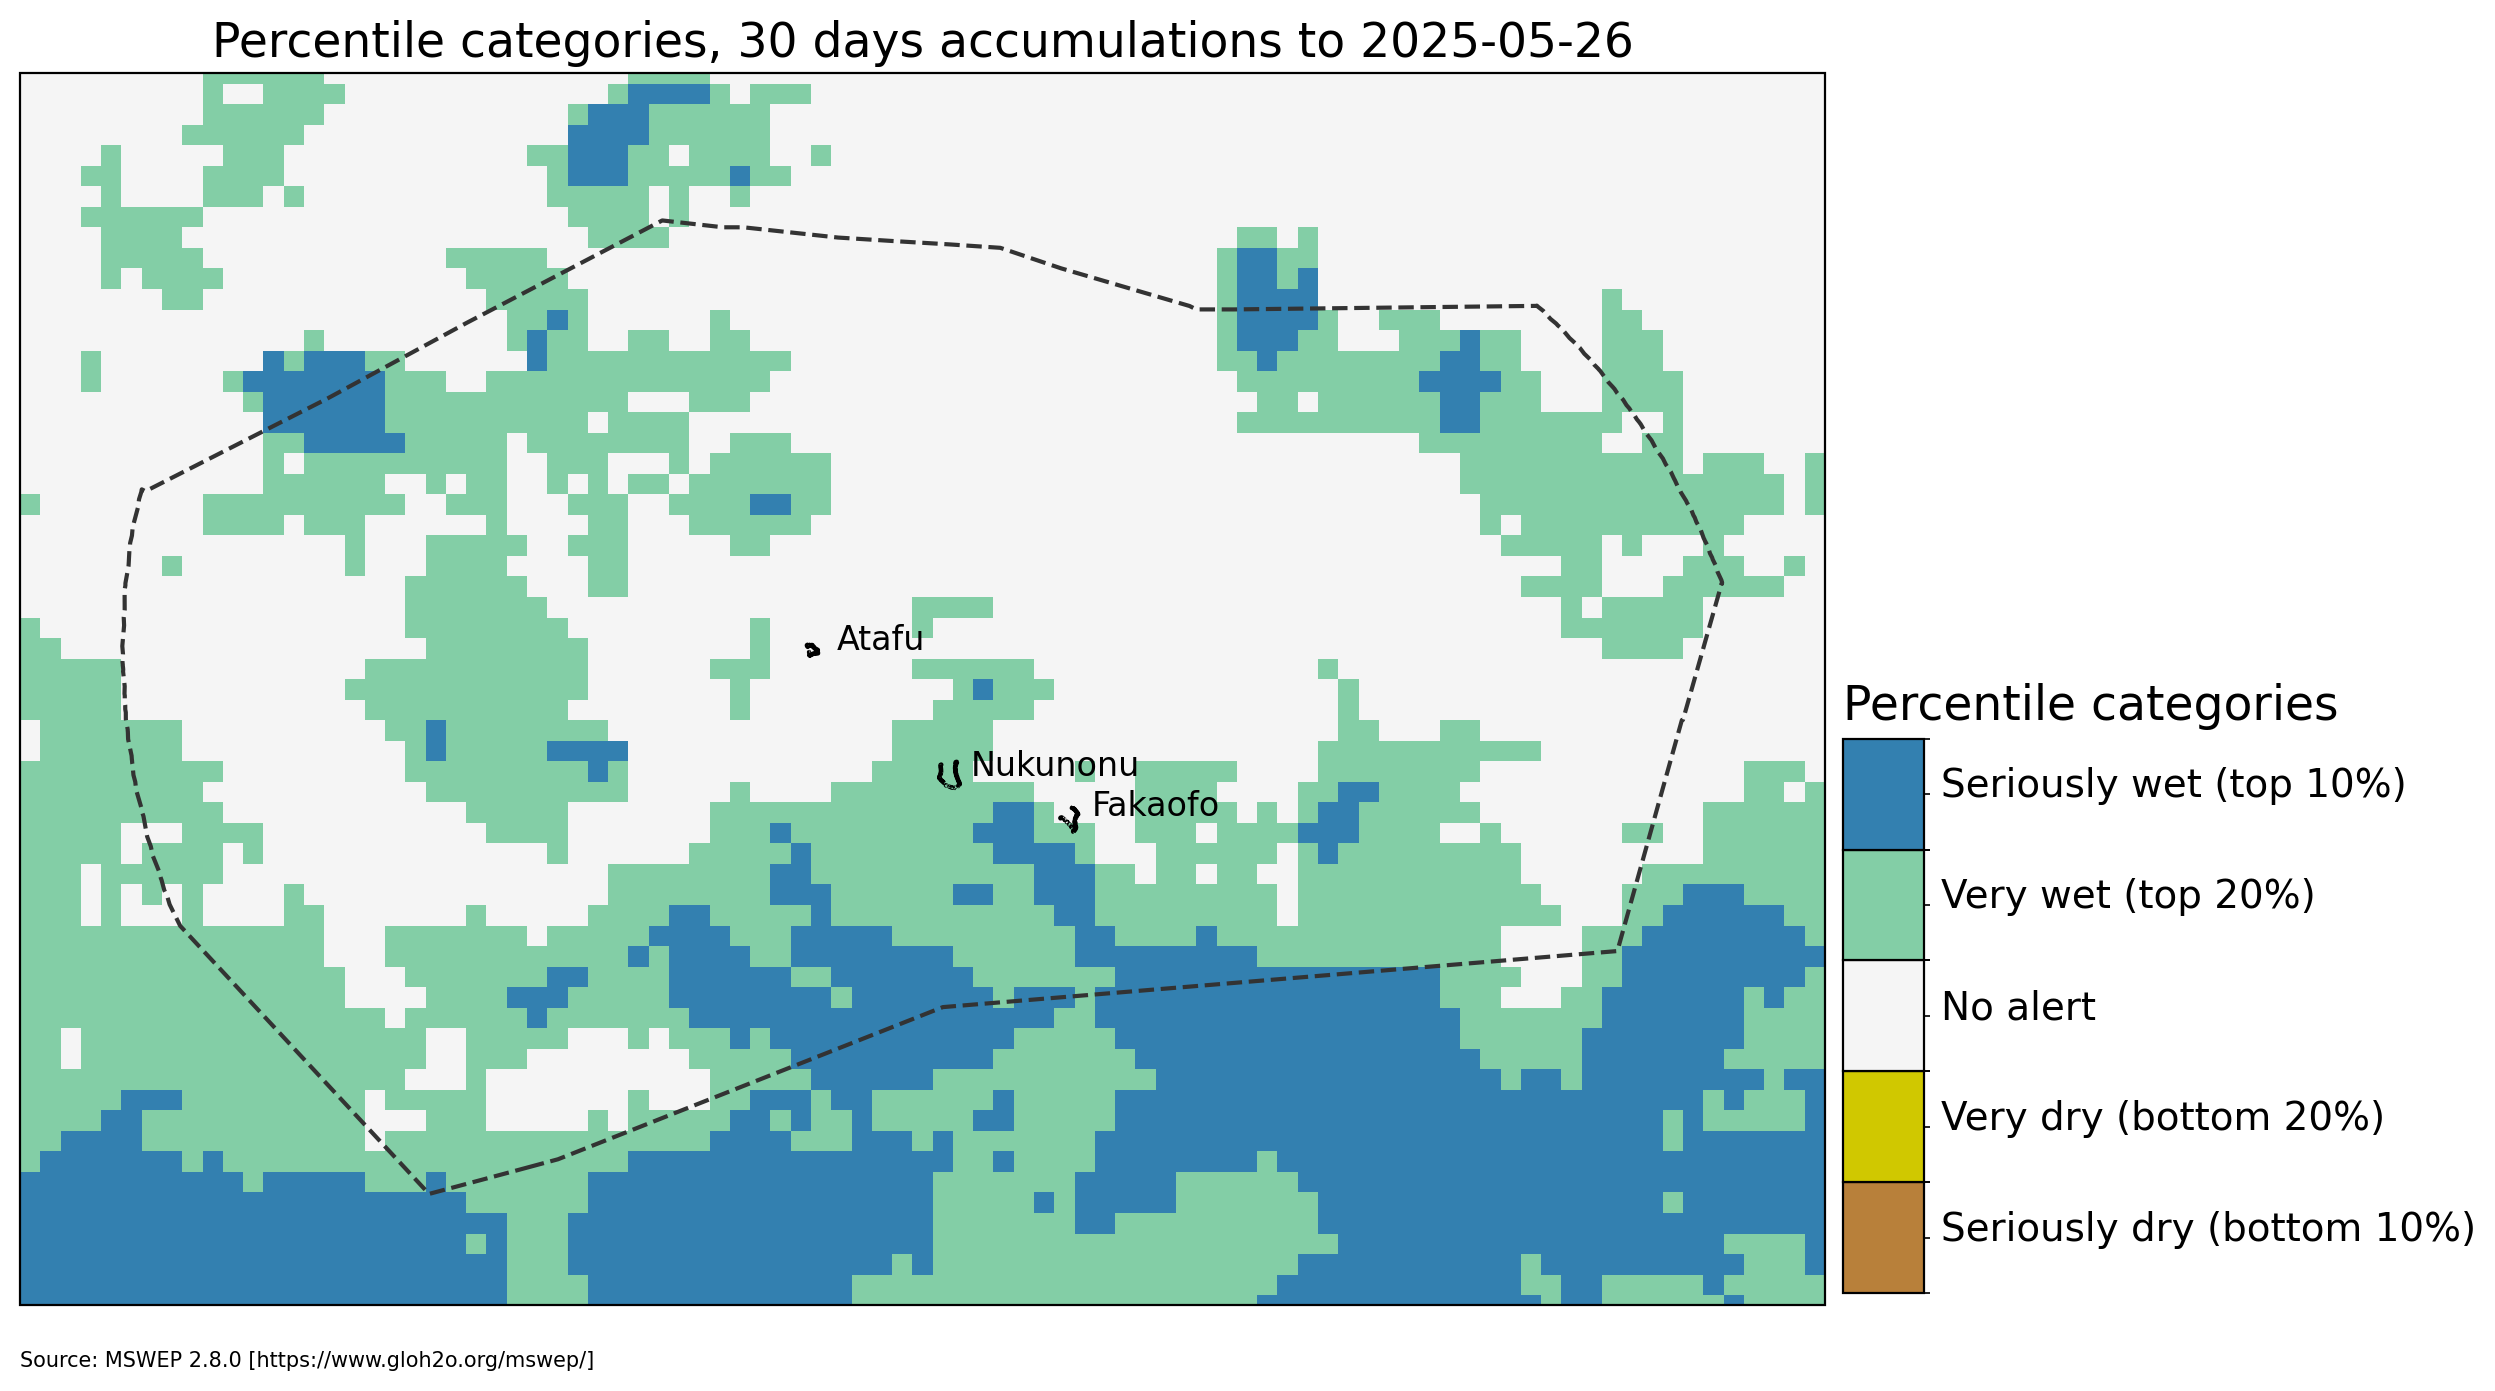 Percentile categories, 30 days accumulations to 2025-05-26
Atafu
Nukunonu
Fakaofo
Percentile categories
Seriously wet (top 10%)
Very wet (top 20%)
No alert
Very dry (bottom 20%)
Seriously dry (bottom 10%)
Source: MSWEP 2.8.0 [https://www.gloh2o.org/mswep/]